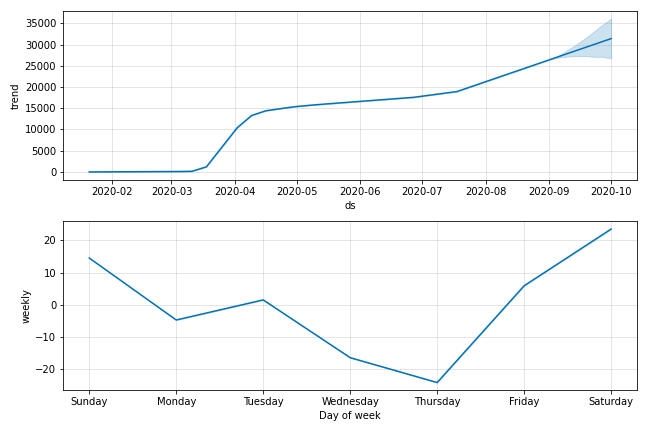 35000
30000
25000
20000
15000
10000
5000
0
trend
2020-02 2020-03 2020-04 2020-05 2020-06 2020-07 2020-08 2020-09 2020-10
ds
20
10
0
−10
−20
weekly
Sunday Monday Tuesday Wednesday Thursday Friday Saturday
Day of week